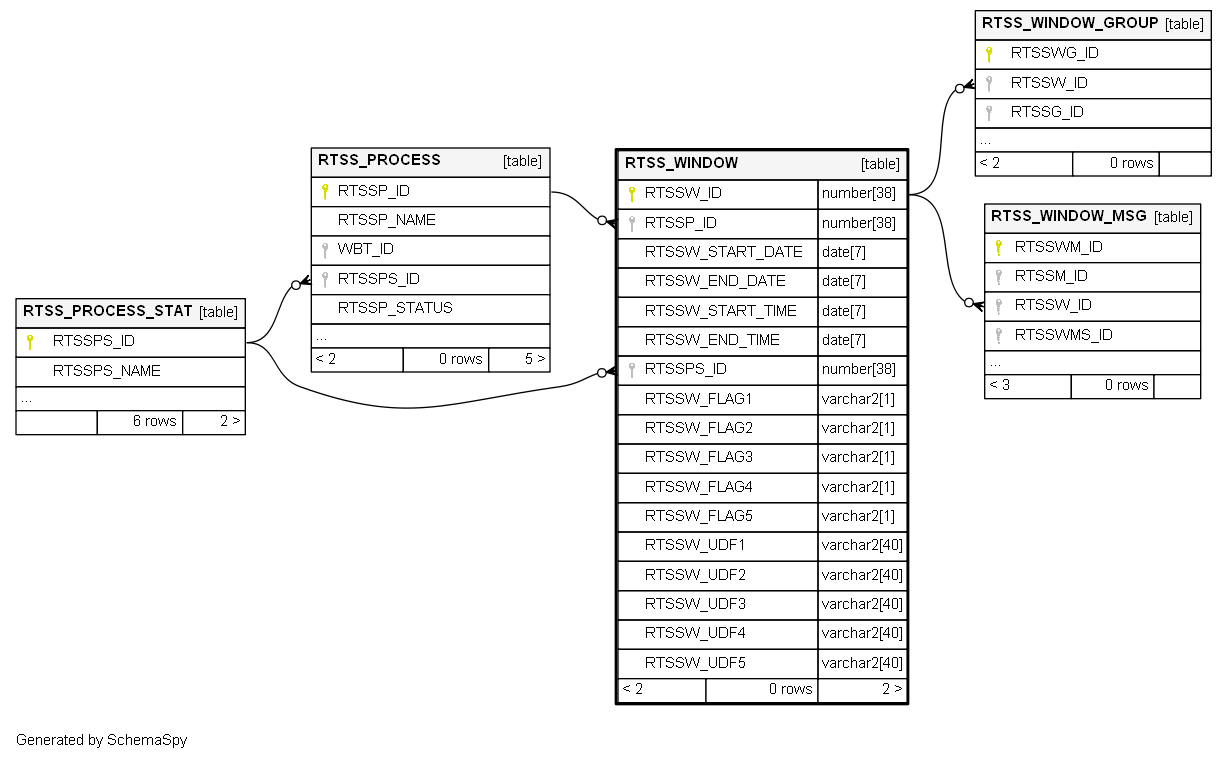 RTSS_WINDOW_GROUP [table]
RTSSWG_ID
RTSSW_ID
RTSSG_ID
...
< 2 0 rows
RTSS_PROCESS [table]
RTSSP_ID
RTSSP_NAME
WBT_ID
RTSSPS_ID
RTSSP_STATUS
...
< 2 0 rows 5 >
RTSS_WINDOW [table]
RTSSW_ID number[38]
RTSSP_ID number[38]
RTSSW_START_DATE date[7]
RTSSW_END_DATE date[7]
RTSSW_START_TIME date[7]
RTSSW_END_TIME date[7]
RTSSPS_ID number[38]
RTSSW_FLAG1 varchar2[1]
RTSSW_FLAG2 varchar2[1]
RTSSW_FLAG3 varchar2[1]
RTSSW_FLAG4 varchar2[1]
RTSSW_FLAG5 varchar2[1]
RTSSW_UDF1 varchar2[40]
RTSSW_UDF2 varchar2[40]
RTSSW_UDF3 varchar2[40]
RTSSW_UDF4 varchar2[40]
RTSSW_UDF5 varchar2[40]
< 2 0 rows 2 >
RTSS_WINDOW_MSG [table]
RTSSWM_ID
RTSSM_ID
RTSSW_ID
RTSSWMS_ID
...
< 3 0 rows
RTSS_PROCESS_STAT [table]
RTSSPS_ID
RTSSPS_NAME
...
6 rows 2 >
Generated by SchemaSpy